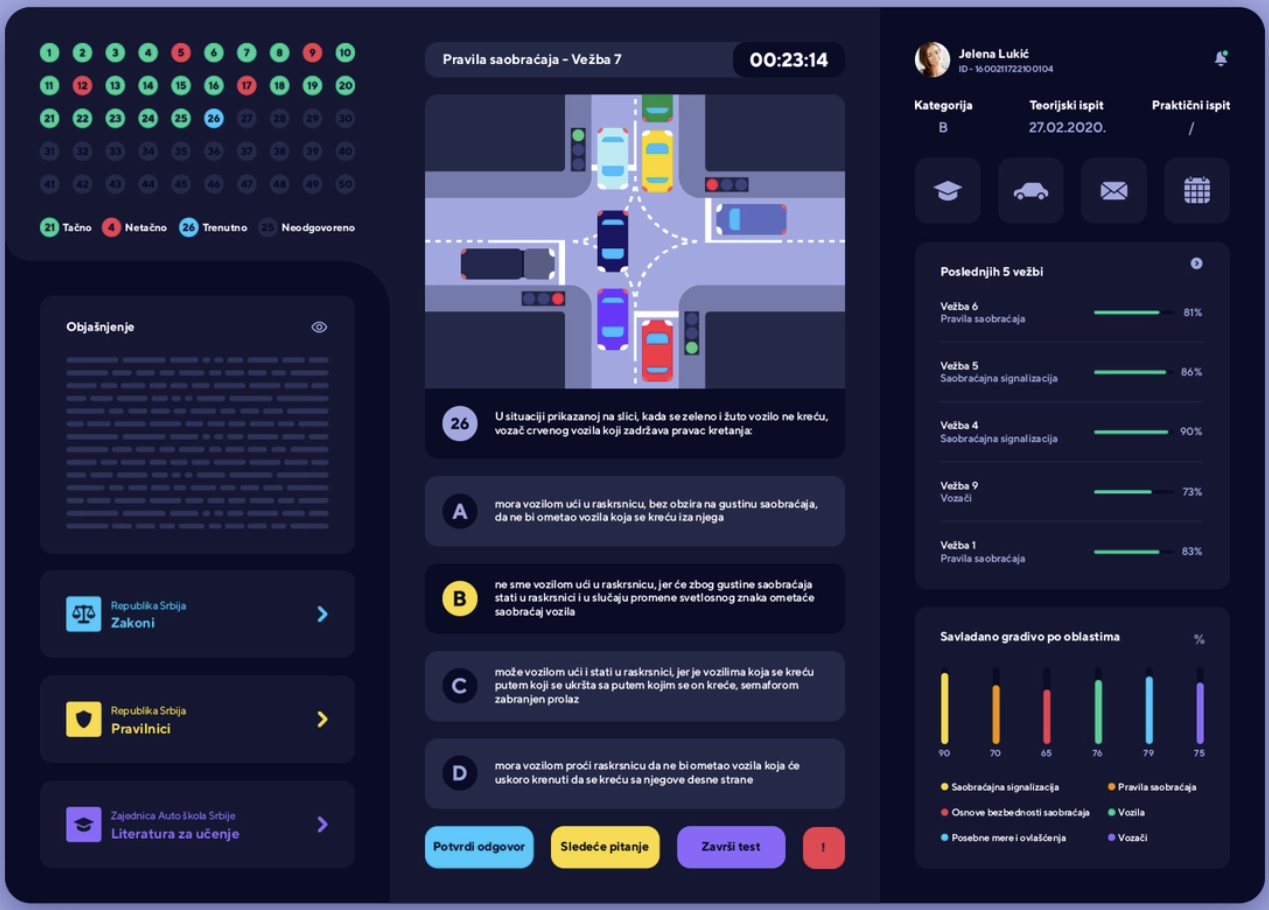 1 2 3 4 5 6 7 8 9 10
11 12 13 14 15 16 17 18 19 20
21 22 23 24 25 26 27 28 29 30
31 32 33 34 35 36 37 38 39 40
41 42 43 44 45 46 47 48 49 50
21 Tačno 4 Netačno 26 Trenutno 25 Neodgovoreno
Objašnjenje
Republika Srbija
Zakoni
Republika Srbija
Pravilnici
Zajednica Auto škola Srbije
Literatura za učenje
Pravila saobraćaja - Vežba 7
00:23:14
26
U situaciji prikazanoj na slici, kada se zeleno i žuto vozilo ne kreću,
vozač crvenog vozila koji zadržava pravac kretanja:
A
mora vozilom ući u raskrsnicu, bez obzira na gustinu saobraćaja,
da ne bi ometao vozila koja se kreću iza njega
B
ne sme vozilom ući u raskrsnicu, jer će zbog gustine saobraćaja
stati u raskrsnici i u slučaju promene svetlosnog znaka ometaće
saobraćaj vozila
C
može vozilom ući i stati u raskrsnici, jer je vozilima koja se kreću
putem koji se ukršta sa putem kojim se on kreće, semaforom
zabranjen prolaz
D
mora vozilom proći raskrsnicu da ne bi ometao vozila koja će
uskoro krenuti da se kreću sa njegove desne strane
Potvrdi odgovor
Sledeće pitanje
Završi test
!
Jelena Lukić
ID - 1600211722100104
Kategorija Teorijski ispit Praktični ispit
B 27.02.2020. /
Poslednjih 5 vežbi
Vežba 6
Pravila saobraćaja
81%
Vežba 5
Saobraćajna signalizacija
86%
Vežba 4
Saobraćajna signalizacija
90%
Vežba 9
Vozači
73%
Vežba 1
Pravila saobraćaja
83%
Savladano gradivo po oblastima
%
90 70 65 76 79 75
Saobraćajna signalizacija Pravila saobraćaja
Osnove bezbednosti saobraćaja Vozila
Posebne mere i ovlašćenja Vozači